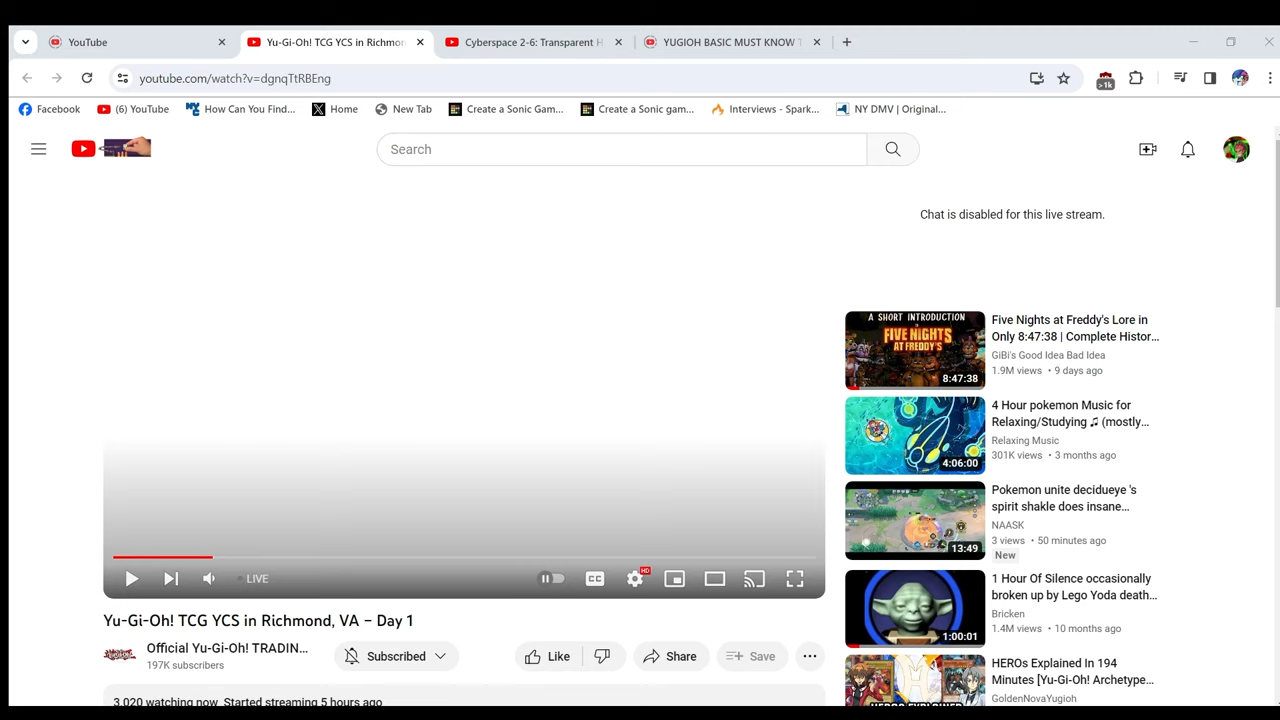 YouTube
Yu-Gi-Oh! TCG YCS in Richmon
Cyberspace 2-6: Transparent H
YUGIOH BASIC MUST KNOW T
youtube.com/watch?v=dgnqTtRBEng
>1k
Facebook
(6) YouTube
How Can You Find...
Home
New Tab
Create a Sonic Gam...
Create a Sonic gam...
Interviews - Spark...
NY DMV | Original...
Search
Chat is disabled for this live stream.
A SHORT INTRODUCTION
FIVE NIGHTS
AT FREDDY'S
8:47:38
Five Nights at Freddy's Lore in
Only 8:47:38 | Complete Histor...
GiBi's Good Idea Bad Idea
1.9M views • 9 days ago
4:06:00
4 Hour pokemon Music for
Relaxing/Studying ♫ (mostly...
Relaxing Music
301K views • 3 months ago
13:49
Pokemon unite decidueye 's
spirit shakle does insane...
NAASK
3 views • 50 minutes ago
New
1:00:01
1 Hour Of Silence occasionally
broken up by Lego Yoda death...
Bricken
1.4M views • 10 months ago
HEROs Explained In 194
Minutes [Yu-Gi-Oh! Archetype...
GoldenNovaYugioh
LIVE
CC
HD
Yu-Gi-Oh! TCG YCS in Richmond, VA – Day 1
Official Yu-Gi-Oh! TRADIN...
197K subscribers
Subscribed
Like
Share
Save
3,020 watching now Started streaming 5 hours ago